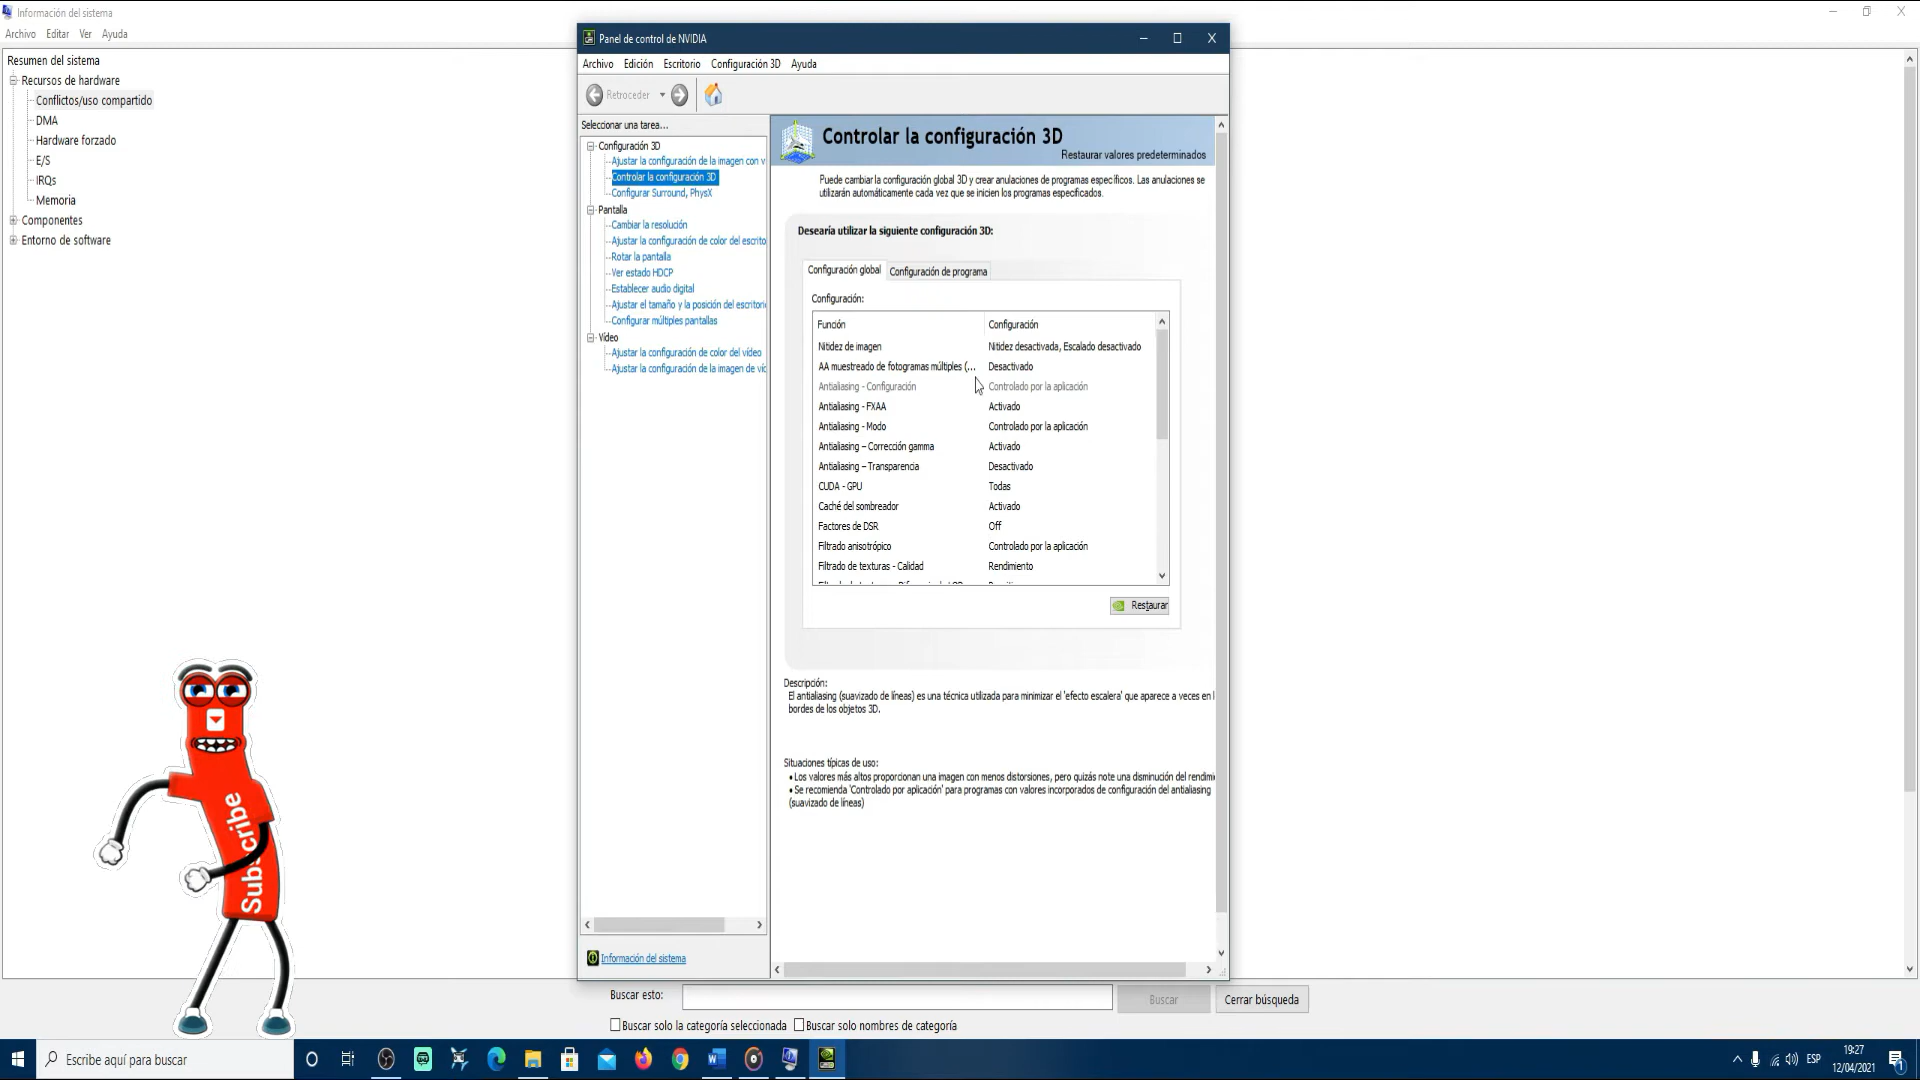 Información del sistema
Archivo Editar Ver Ayuda
Resumen del sistema
Recursos de hardware
Conflictos/uso compartido
DMA
Hardware forzado
E/S
IRQs
Memoria
Componentes
Entorno de software
Panel de control de NVIDIA
Archivo Edición Escritorio Configuración 3D Ayuda
Retroceder
Seleccionar una tarea...
Configuración 3D
Ajustar la configuración de la imagen con v
Controlar la configuración 3D
Configurar Surround, PhysX
Pantalla
Cambiar la resolución
Ajustar la configuración de color del escrito
Rotar la pantalla
Ver estado HDCP
Establecer audio digital
Ajustar el tamaño y la posición del escritori
Configurar múltiples pantallas
Vídeo
Ajustar la configuración de color del vídeo
Ajustar la configuración de la imagen de víd
Información del sistema
Controlar la configuración 3D
Restaurar valores predeterminados
Puede cambiar la configuración global 3D y crear anulaciones de programas específicos. Las anulaciones se
utilizarán automáticamente cada vez que se inicien los programas especificados.
Desearía utilizar la siguiente configuración 3D:
Configuración global Configuración de programa
Configuración:
Función Configuración
Nitidez de imagen Nitidez desactivada, Escalado desactivado
AA muestreado de fotogramas múltiples (... Desactivado
Antialiasing - Configuración Controlado por la aplicación
Antialiasing - FXAA Activado
Antialiasing - Modo Controlado por la aplicación
Antialiasing – Corrección gamma Activado
Antialiasing – Transparencia Desactivado
CUDA - GPU Todas
Caché del sombreador Activado
Factores de DSR Off
Filtrado anisotrópico Controlado por la aplicación
Filtrado de texturas - Calidad Rendimiento
Restaurar
Descripción:
El antialiasing (suavizado de líneas) es una técnica utilizada para minimizar el 'efecto escalera' que aparece a veces en l
bordes de los objetos 3D.
Situaciones típicas de uso:
• Los valores más altos proporcionan una imagen con menos distorsiones, pero quizás note una disminución del rendimi
• Se recomienda 'Controlado por aplicación' para programas con valores incorporados de configuración del antialiasing
(suavizado de líneas)
Subscribe
Buscar esto: Buscar Cerrar búsqueda
Buscar solo la categoría seleccionada Buscar solo nombres de categoría
Escribe aquí para buscar
ESP
19:27
12/04/2021
1